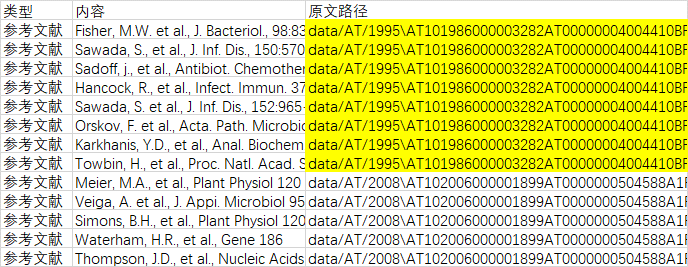 类型 内容 原文路径
参考文献 Fisher, M.W. et al., J. Bacteriol., 98:83 data/AT/1995\AT101986000003282AT00000004004410BF
参考文献 Sawada, S., et al., J. Inf. Dis., 150:570 data/AT/1995\AT101986000003282AT00000004004410BF
参考文献 Sadoff, j., et al., Antibiot. Chemother data/AT/1995\AT101986000003282AT00000004004410BF
参考文献 Hancock, R., et al., Infect. Immun. 37 data/AT/1995\AT101986000003282AT00000004004410BF
参考文献 Sawada, S. et al., J. Inf. Dis., 152:965- data/AT/1995\AT101986000003282AT00000004004410BF
参考文献 Orskov, F. et al., Acta. Path. Microbio data/AT/1995\AT101986000003282AT00000004004410BF
参考文献 Karkhanis, Y.D., et al., Anal. Biochem data/AT/1995\AT101986000003282AT00000004004410BF
参考文献 Towbin, H., et al., Proc. Natl. Acad. S data/AT/1995\AT101986000003282AT00000004004410BF
参考文献 Meier, M.A., et al., Plant Physiol 120 data/AT/2008\AT102006000001899AT0000000504588A1F
参考文献 Veiga, A. et al., J. Appi. Microbiol 95 data/AT/2008\AT102006000001899AT0000000504588A1F
参考文献 Simons, B.H., et al., Plant Physiol 120 data/AT/2008\AT102006000001899AT0000000504588A1F
参考文献 Waterham, H.R., et al., Gene 186 data/AT/2008\AT102006000001899AT0000000504588A1F
参考文献 Thompson, J.D., et al., Nucleic Acids data/AT/2008\AT102006000001899AT0000000504588A1F